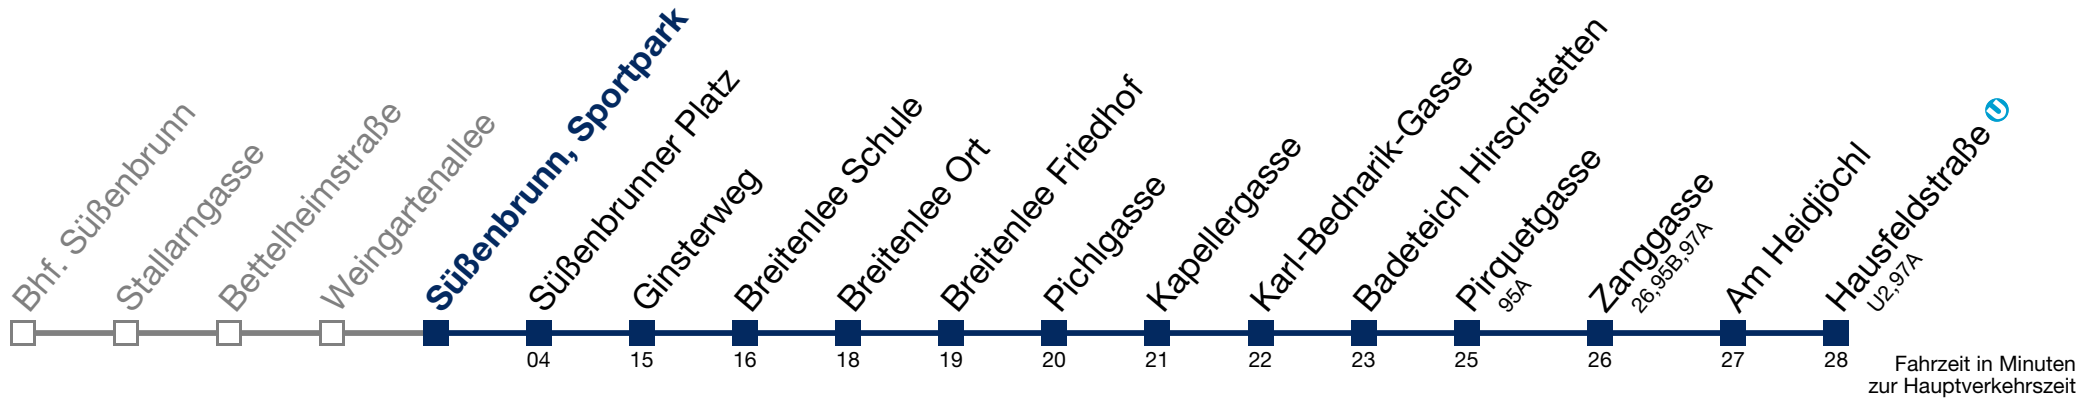 Bhf. Süßenbrunn
Stallarngasse
Bettelheimstraße
Weingartenallee
Süßenbrunn, Sportpark
Süßenbrunner Platz
Ginsterweg
Breitenlee Schule
Breitenlee Ort
Breitenlee Friedhof
Pichlgasse
Kapellergasse
Karl-Bednarik-Gasse
Badeteich Hirschstetten
Pirquetgasse
95A
Zanggasse
26,95B,97A
Am Heidjöchl
Hausfeldstraße U
U2,97A
04 15 16 18 19 20 21 22 23 25 26 27 28
Fahrzeit in Minuten
zur Hauptverkehrszeit